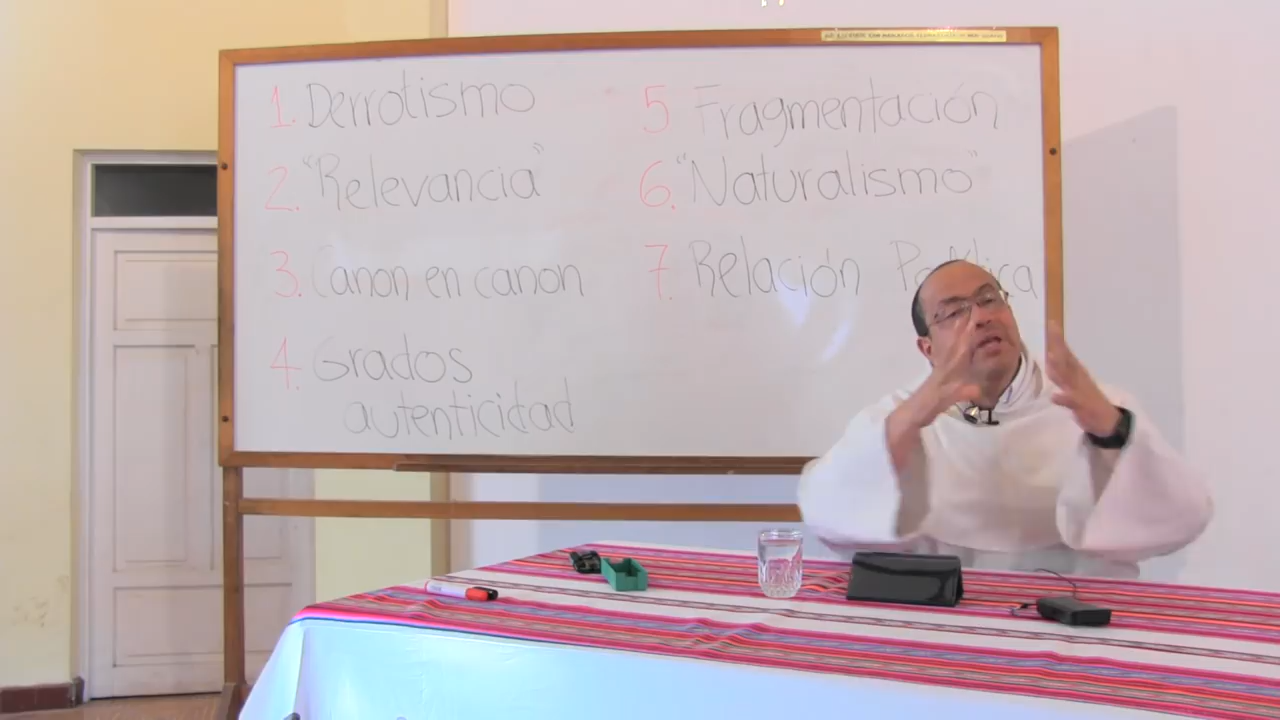 1. Derrotismo
2. "Relevancia"
3. Canon en canon
4. Grados
autenticidad
5 Fragmentación
6. "Naturalismo"
7. Relación